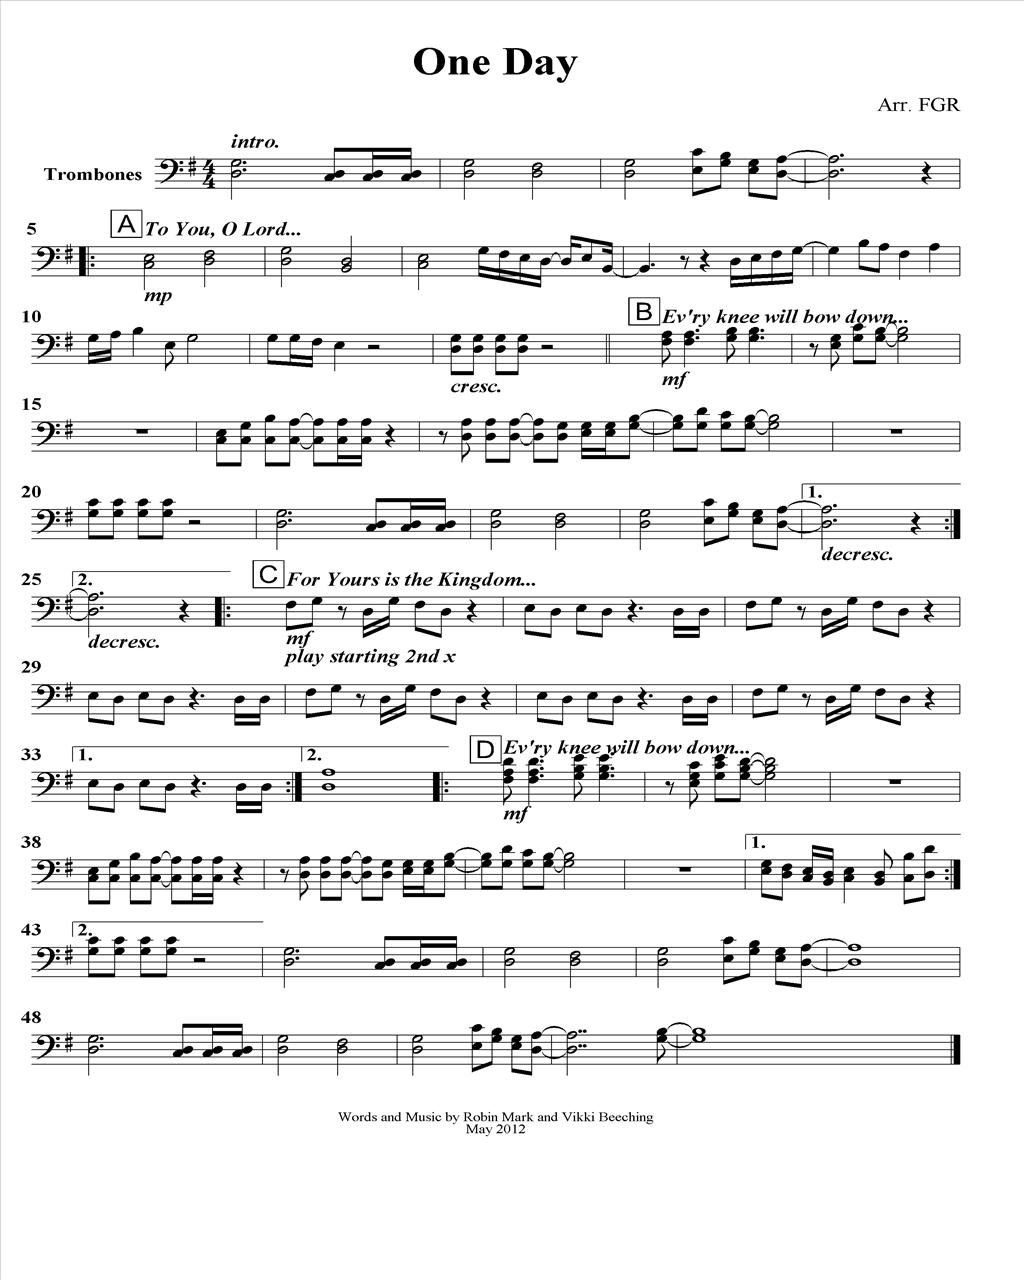 One Day
Arr. FGR
intro.
Trombones
5
A To You, O Lord...
mp
10
B Ev'ry knee will bow down...
cresc.
mf
15
20
1.
decresc.
25
2.
C For Yours is the Kingdom...
decresc.
mf
play starting 2nd x
29
33
1.
2.
D Ev'ry knee will bow down...
mf
38
1.
43
2.
48
Words and Music by Robin Mark and Vikki Beeching
May 2012